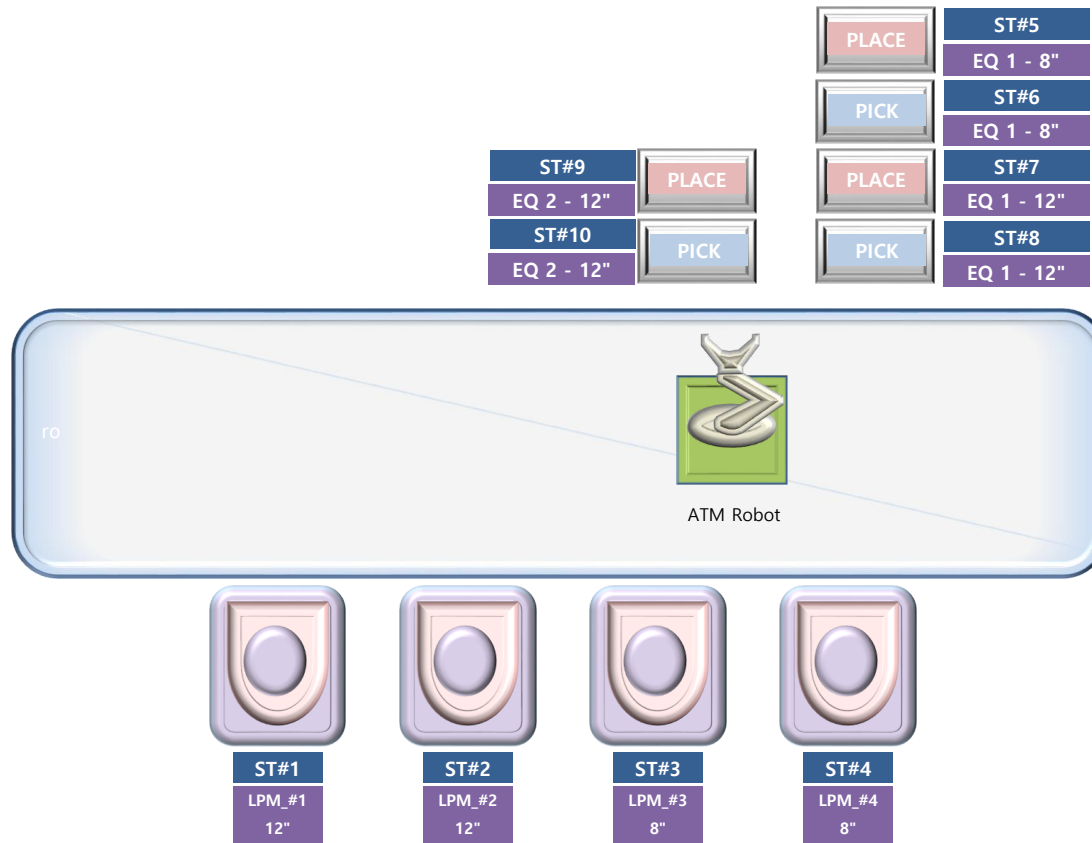 PLACE
ST#5
EQ 1 - 8"
PICK
ST#6
EQ 1 - 8"
ST#9
EQ 2 - 12"
PLACE
PLACE
ST#7
EQ 1 - 12"
ST#10
EQ 2 - 12"
PICK
PICK
ST#8
EQ 1 - 12"
ro
ATM Robot
ST#1
LPM_#1
12"
ST#2
LPM_#2
12"
ST#3
LPM_#3
8"
ST#4
LPM_#4
8"